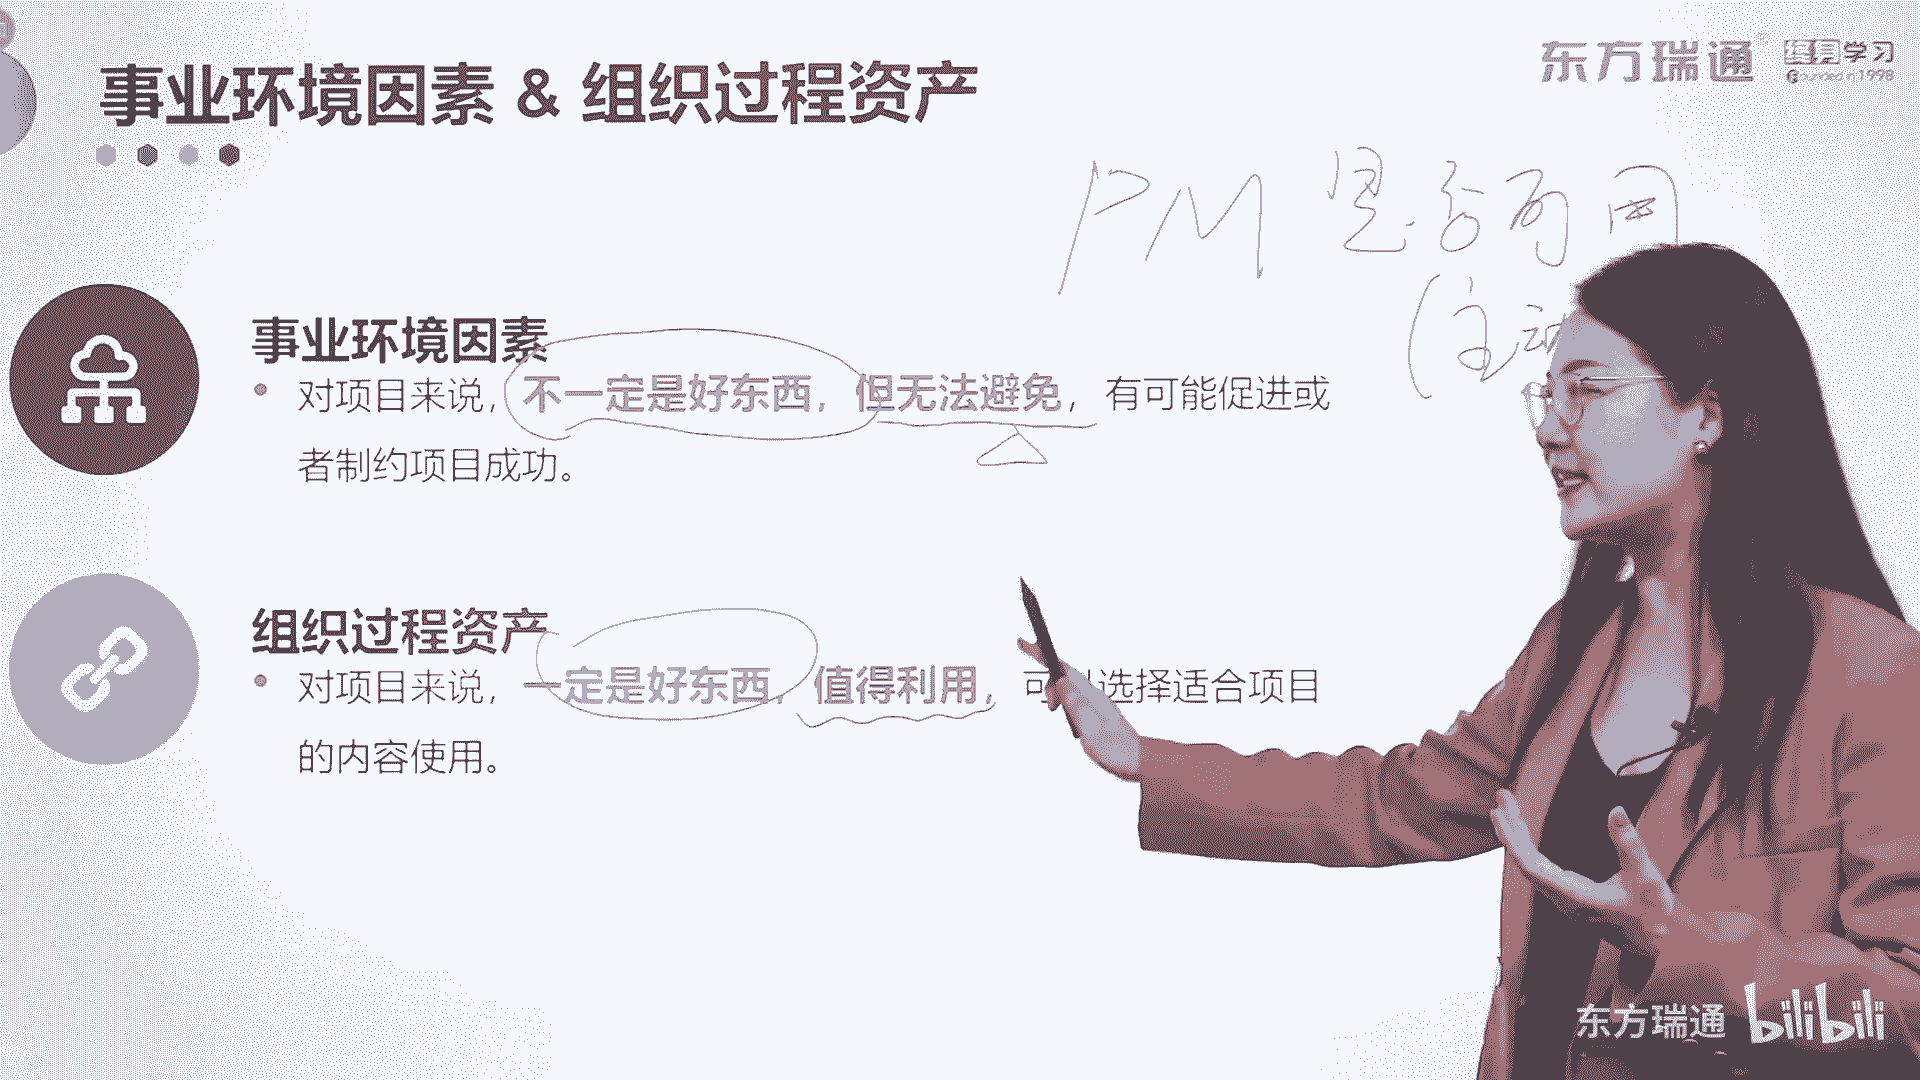 东方瑞通 终身学习
Founded in 1998
事业环境因素 & 组织过程资产
PM 是否可用
(主动
事业环境因素
对项目来说，不一定是好东西，但无法避免，有可能促进或
者制约项目成功。
组织过程资产
对项目来说，一定是好东西，值得利用，可以选择适合项目
的内容使用。
东方瑞通 bilibili